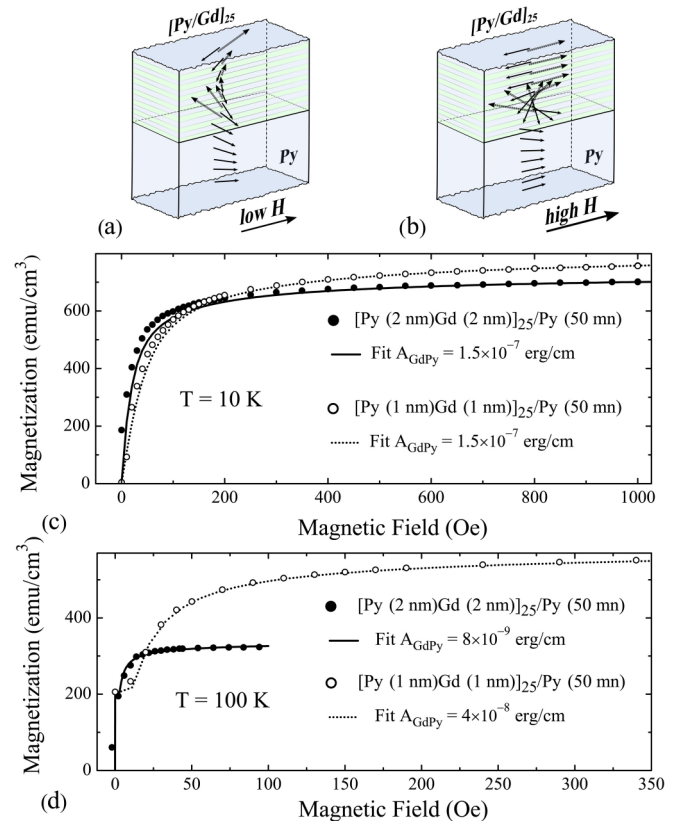 [Py/Gd]25
Py
low H
(a)
[Py/Gd]25
Py
high H
(b)
Magnetization (emu/cm3)
600
400
200
0
[Py (2 nm)Gd (2 nm)]25/Py (50 mn)
Fit AGdPy = 1.5×10−7 erg/cm
T = 10 K
[Py (1 nm)Gd (1 nm)]25/Py (50 mn)
Fit AGdPy = 1.5×10−7 erg/cm
0 200 400 600 800 1000
(c)
Magnetic Field (Oe)
Magnetization (emu/cm3)
400
200
0
[Py (2 nm)Gd (2 nm)]25/Py (50 mn)
Fit AGdPy = 8×10−9 erg/cm
T = 100 K
[Py (1 nm)Gd (1 nm)]25/Py (50 mn)
Fit AGdPy = 4×10−8 erg/cm
0 50 100 150 200 250 300 350
(d)
Magnetic Field (Oe)